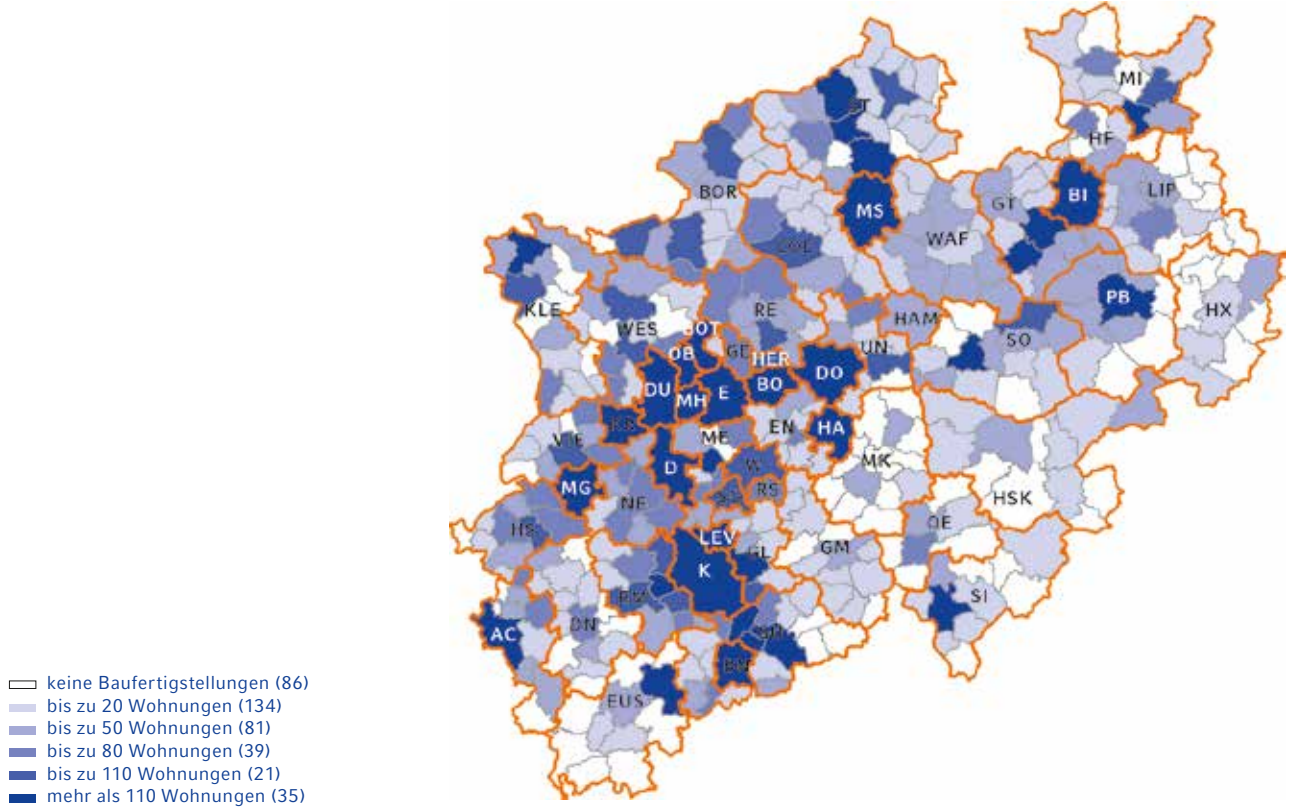 MI
ST
HF
BOR
LIP
BI
GT
MS
WAF
COE
PB
KLE
RE
HX
HAM
WES
BOT
SO
UN
GE
OB
HER
DO
BO
DU
E
MH
KR
EN
HA
ME
VIE
MK
W
D
MG
RS
SG
HSK
NE
HS
OE
LEV
GL
GM
K
BM
SI
DN
SU
AC
BN
EUS
keine Baufertigstellungen (86)
bis zu 20 Wohnungen (134)
bis zu 50 Wohnungen (81)
bis zu 80 Wohnungen (39)
bis zu 110 Wohnungen (21)
mehr als 110 Wohnungen (35)